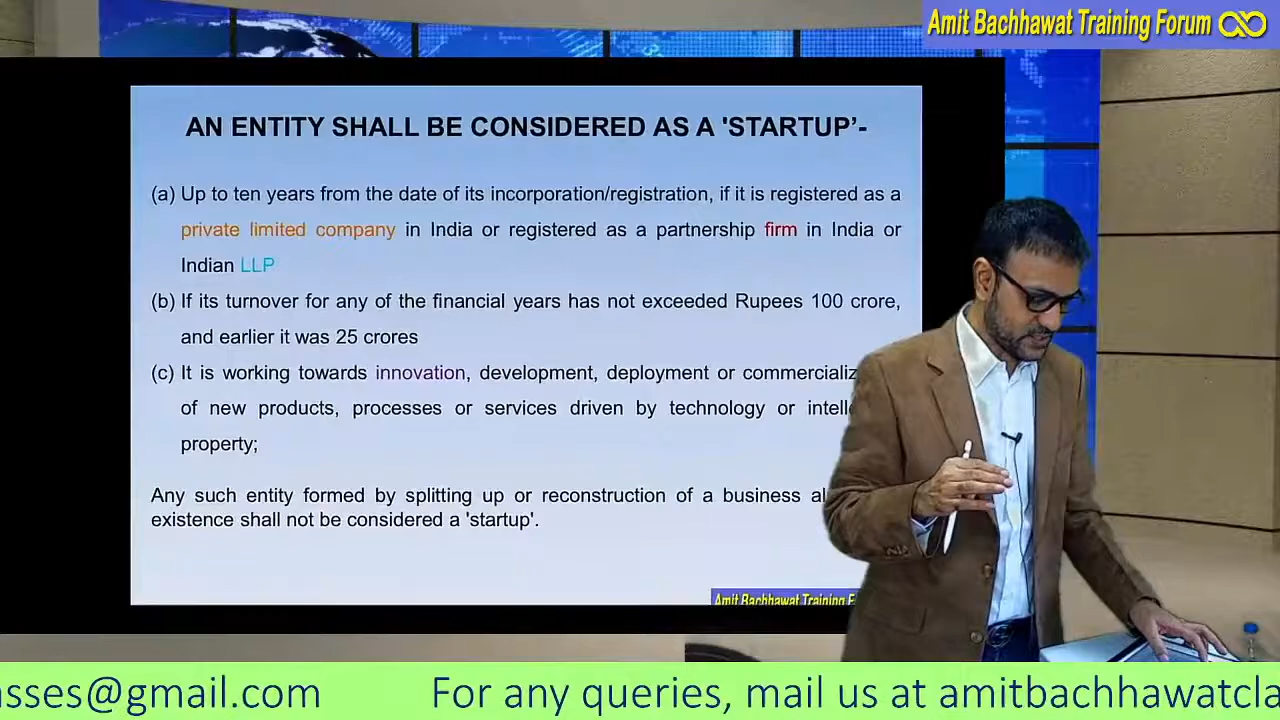 Amit Bachhawat Training Forum
AN ENTITY SHALL BE CONSIDERED AS A 'STARTUP’-
(a) Up to ten years from the date of its incorporation/registration, if it is registered as a
private limited company in India or registered as a partnership firm in India or
Indian LLP
(b) If its turnover for any of the financial years has not exceeded Rupees 100 crore,
and earlier it was 25 crores
(c) It is working towards innovation, development, deployment or commercializ
of new products, processes or services driven by technology or intelle
property;
Any such entity formed by splitting up or reconstruction of a business al
existence shall not be considered a 'startup'.
Amit Bachhawat Training F
asses@gmail.com For any queries, mail us at amitbachhawatcla